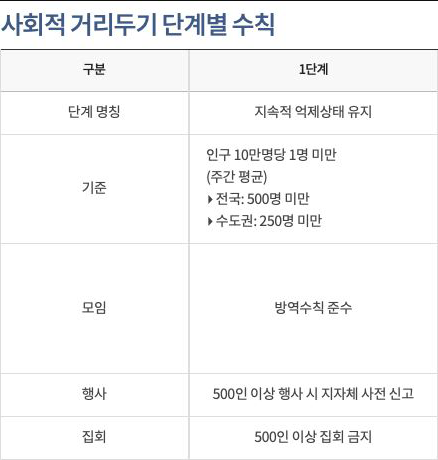 사회적 거리두기 단계별 수칙
구분 1단계
단계 명칭 지속적 억제상태 유지
기준
인구 10만명당 1명 미만
(주간 평균)
▶ 전국: 500명 미만
▶ 수도권: 250명 미만
모임 방역수칙 준수
행사 500인 이상 행사 시 지자체 사전 신고
집회 500인 이상 집회 금지